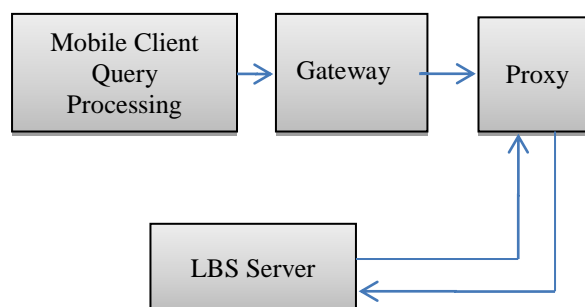 Mobile Client
Query
Processing
Gateway
Proxy
LBS Server